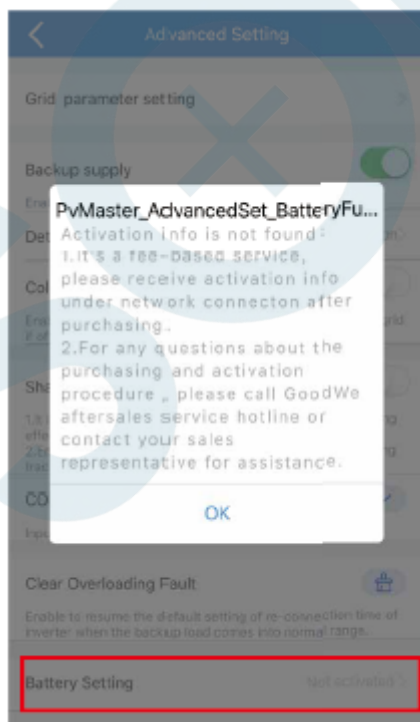 Advanced Setting
Grid parameter setting
Backup supply
PvMaster_AdvancedSet_BatteryFu...
Activation info is not found:
1.It's a fee-based service,
please receive activation info
under network connecton after
purchasing.
2.For any questions about the
purchasing and activation
procedure , please call GoodWe
aftersales service hotline or
contact your sales
representative for assistance.
OK
Clear Overloading Fault
Enable to resume the default setting of re-connection time of
inverter when the backup load comes into normal range.
Battery Setting
Not activated